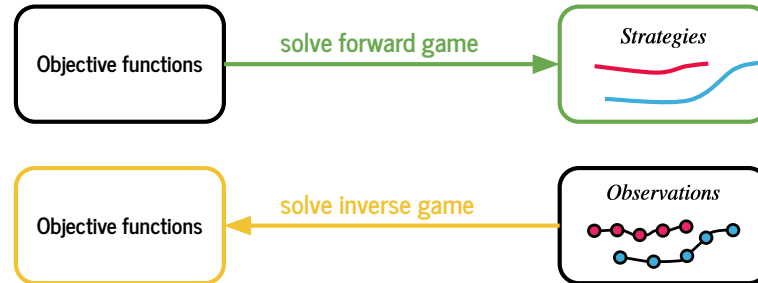 Objective functions
solve forward game
Strategies
Objective functions
solve inverse game
Observations